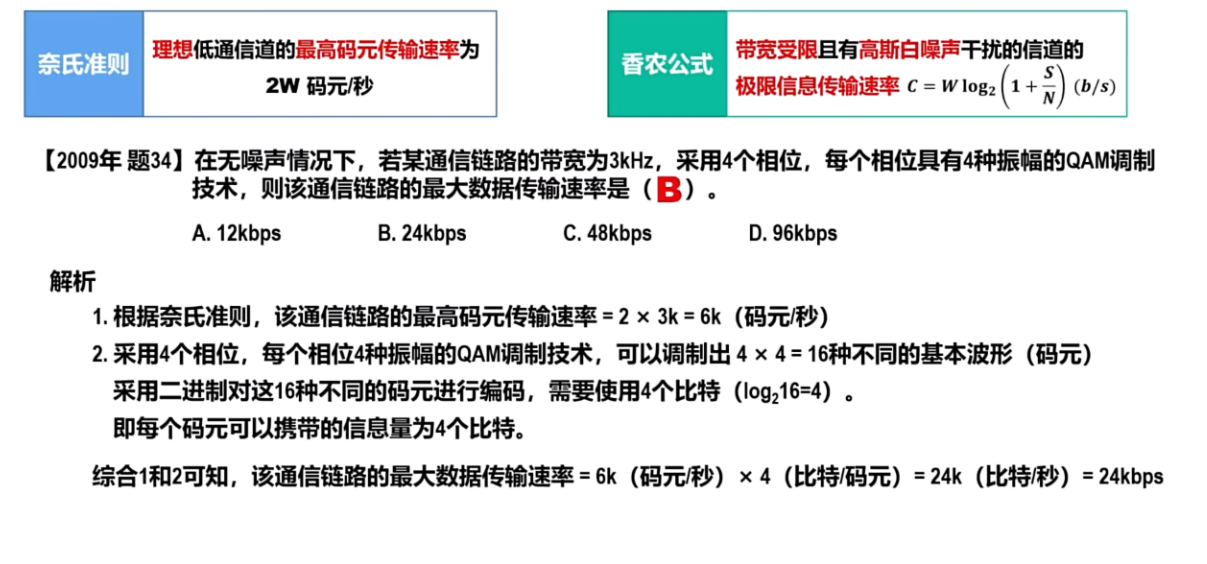 奈氏准则
理想低通信道的最高码元传输速率为
2W 码元/秒
香农公式
带宽受限且有高斯白噪声干扰的信道的
极限信息传输速率 C = W log₂(1 + S/N) (b/s)
【2009年 题34】在无噪声情况下，若某通信链路的带宽为3kHz，采用4个相位，每个相位具有4种振幅的QAM调制
技术，则该通信链路的最大数据传输速率是（B）。
A. 12kbps B. 24kbps C. 48kbps D. 96kbps
解析
1. 根据奈氏准则，该通信链路的最高码元传输速率 = 2 × 3k = 6k（码元/秒）
2. 采用4个相位，每个相位4种振幅的QAM调制技术，可以调制出 4 × 4 = 16种不同的基本波形（码元）
采用二进制对这16种不同的码元进行编码，需要使用4个比特（log₂16=4）。
即每个码元可以携带的信息量为4个比特。
综合1和2可知，该通信链路的最大数据传输速率 = 6k（码元/秒）× 4（比特/码元）= 24k（比特/秒）= 24kbps